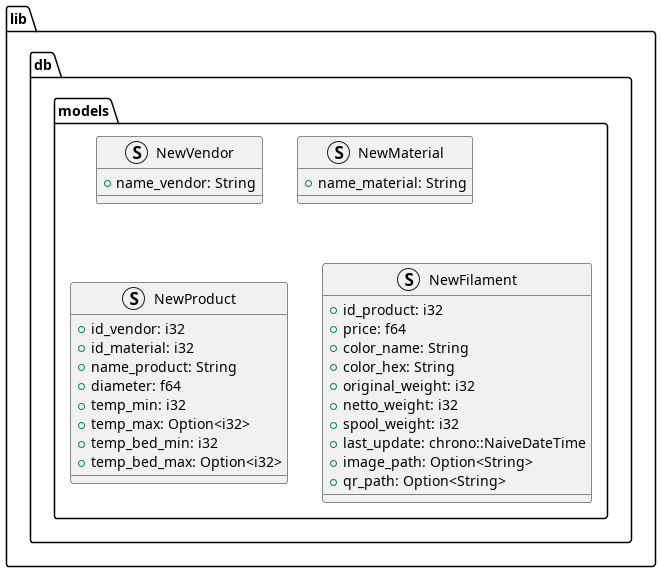 lib
db
models
S NewVendor
name_vendor: String
S NewMaterial
name_material: String
S NewProduct
id_vendor: i32
id_material: i32
name_product: String
diameter: f64
temp_min: i32
temp_max: Option<i32>
temp_bed_min: i32
temp_bed_max: Option<i32>
S NewFilament
id_product: i32
price: f64
color_name: String
color_hex: String
original_weight: i32
netto_weight: i32
spool_weight: i32
last_update: chrono::NaiveDateTime
image_path: Option<String>
qr_path: Option<String>